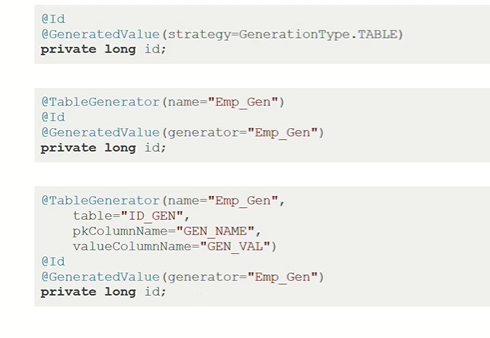 @Id
@GeneratedValue(strategy=GenerationType.TABLE)
private long id;
@TableGenerator(name="Emp_Gen")
@Id
@GeneratedValue(generator="Emp_Gen")
private long id;
@TableGenerator(name="Emp_Gen",
table="ID_GEN",
pkColumnName="GEN_NAME",
valueColumnName="GEN_VAL")
@Id
@GeneratedValue(generator="Emp_Gen")
private long id;